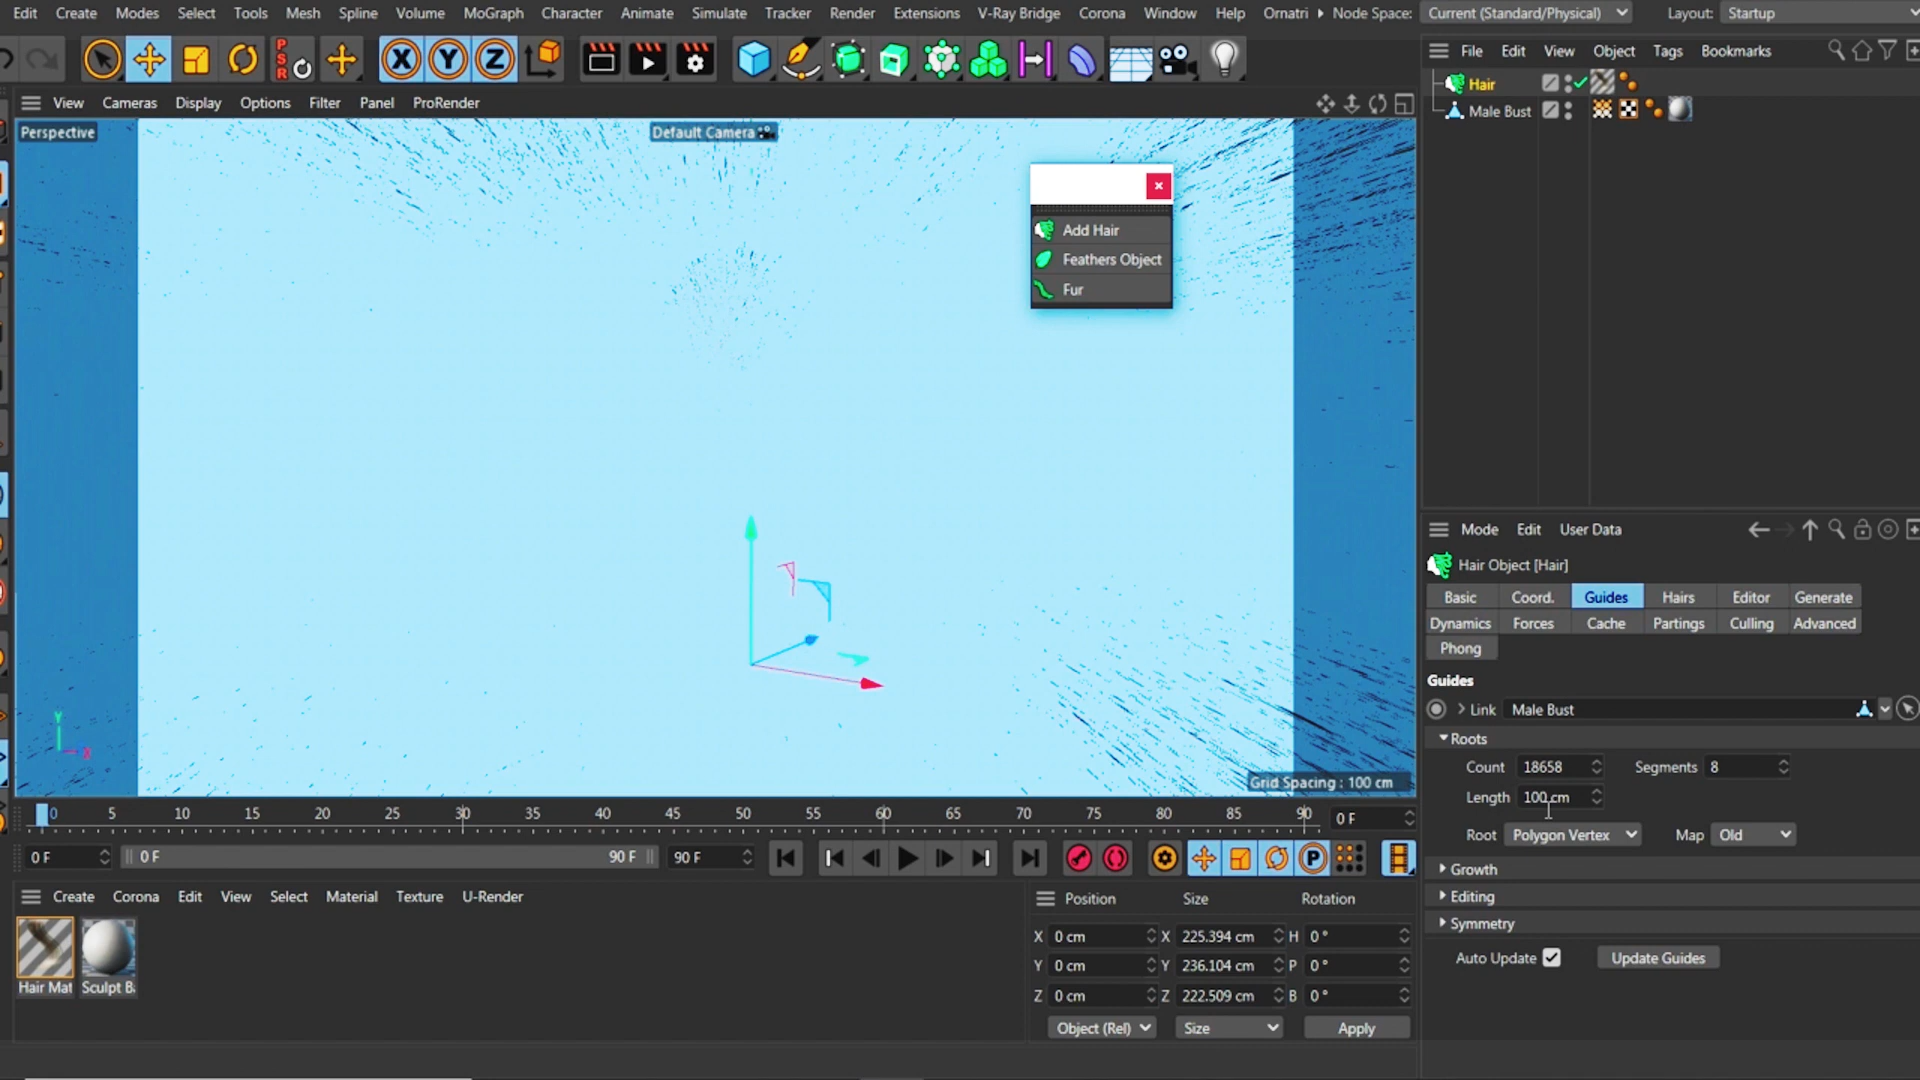 Edit Create Modes Select Tools Mesh Spline Volume MoGraph Character Animate Simulate Tracker Render Extensions V-Ray Bridge Corona Window Help Ornatri Node Space: Current (Standard/Physical) Layout: Startup
PSR X Y Z
File Edit View Object Tags Bookmarks
Hair
Male Bust
View Cameras Display Options Filter Panel ProRender
Perspective
Default Camera
Add Hair
Feathers Object
Fur
Y
X
Grid Spacing : 100 cm
Mode Edit User Data
Hair Object [Hair]
Basic Coord. Guides Hairs Editor Generate
Dynamics Forces Cache Partings Culling Advanced
Phong
Guides
Link Male Bust
Roots
Count 18658 Segments 8
Length 100 cm
Root Polygon Vertex Map Old
Growth
Editing
Symmetry
Auto Update Update Guides
0 5 10 15 20 25 30 35 40 45 50 55 60 65 70 75 80 85 90 0 F
0 F 0 F 90 F 90 F P
Create Corona Edit View Select Material Texture U-Render
Hair Mat Sculpt B.
Position Size Rotation
X 0 cm X 225.394 cm H 0 °
Y 0 cm Y 236.104 cm P 0 °
Z 0 cm Z 222.509 cm B 0 °
Object (Rel) Size Apply